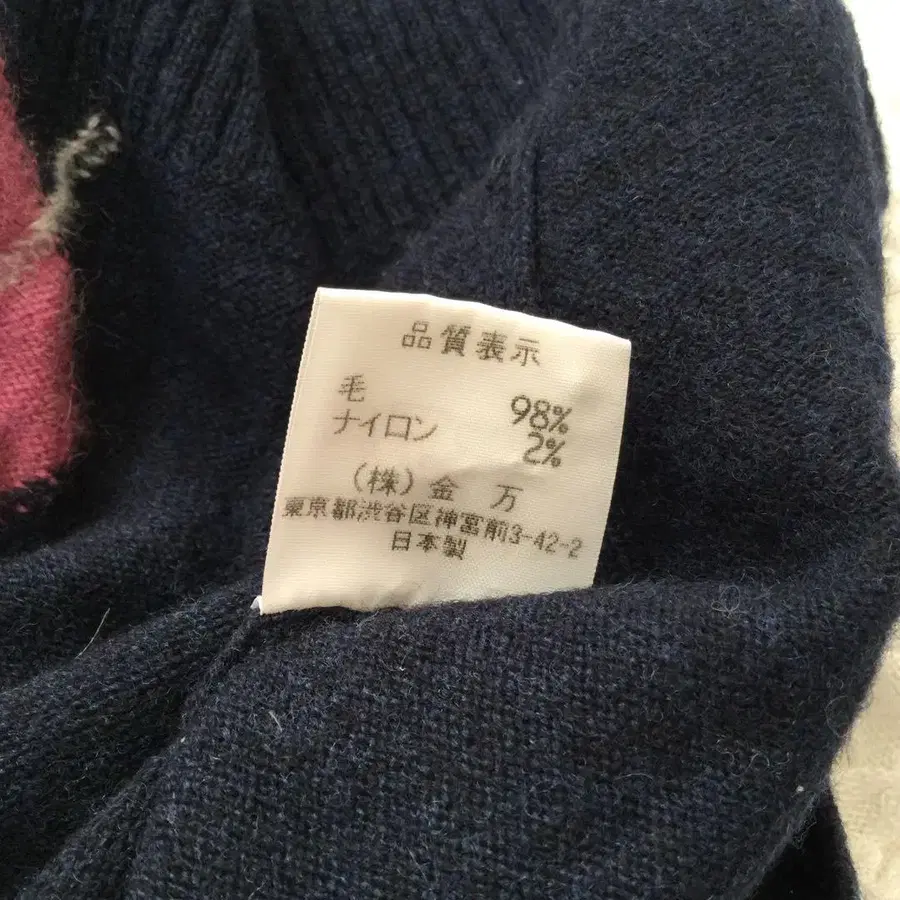 品質表示
毛 98%
ナイロン 2%
(株)金 万
東京都渋谷区神宮前3-42-2
日本製